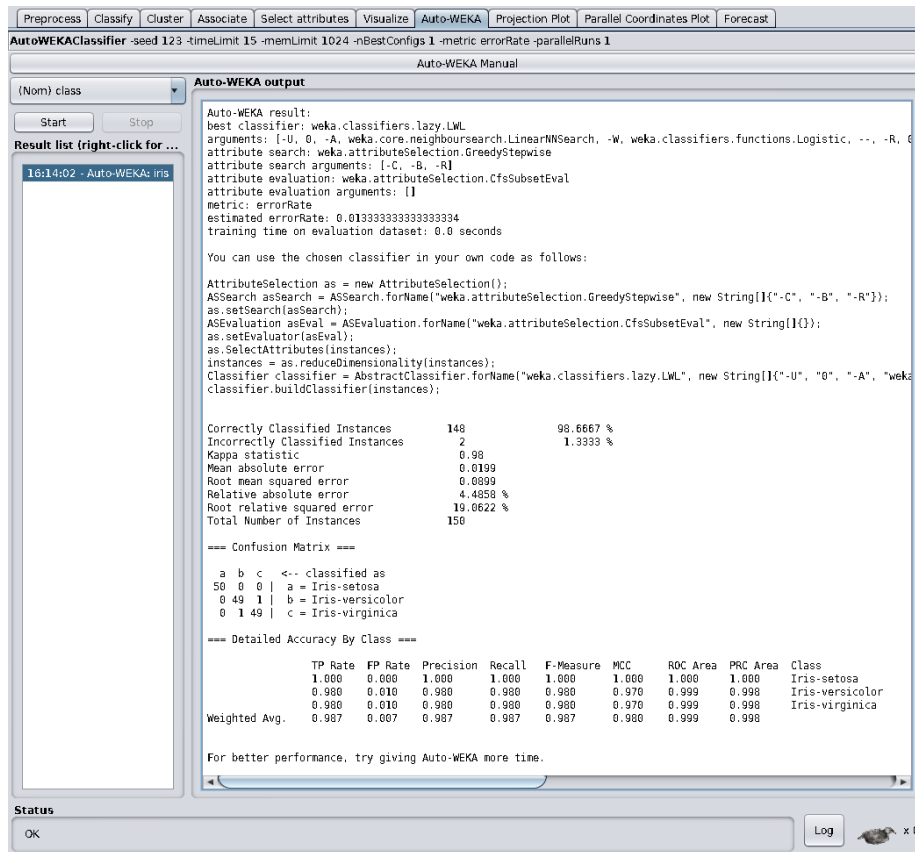 Preprocess Classify Cluster Associate Select attributes Visualize Auto-WEKA Projection Plot Parallel Coordinates Plot Forecast
AutoWEKAClassifier -seed 123 -timeLimit 15 -memLimit 1024 -nBestConfigs 1 -metric errorRate -parallelRuns 1
Auto-WEKA Manual
(Nom) class
Start Stop
Result list (right-click for ...
16:14:02 - Auto-WEKA: iris
Auto-WEKA output
Auto-WEKA result:
best classifier: weka.classifiers.lazy.LWL
arguments: [-U, 0, -A, weka.core.neighboursearch.LinearNNSearch, -W, weka.classifiers.functions.Logistic, --, -R, 0
attribute search: weka.attributeSelection.GreedyStepwise
attribute search arguments: [-C, -B, -R]
attribute evaluation: weka.attributeSelection.CfsSubsetEval
attribute evaluation arguments: []
metric: errorRate
estimated errorRate: 0.013333333333333334
training time on evaluation dataset: 0.0 seconds
You can use the chosen classifier in your own code as follows:
AttributeSelection as = new AttributeSelection();
ASSearch asSearch = ASSearch.forName("weka.attributeSelection.GreedyStepwise", new String[]{"-C", "-B", "-R"});
as.setSearch(asSearch);
ASEvaluation asEval = ASEvaluation.forName("weka.attributeSelection.CfsSubsetEval", new String[]{});
as.setEvaluator(asEval);
as.SelectAttributes(instances);
instances = as.reduceDimensionality(instances);
Classifier classifier = AbstractClassifier.forName("weka.classifiers.lazy.LWL", new String[]{"-U", "0", "-A", "weka
classifier.buildClassifier(instances);
Correctly Classified Instances 148 98.6667 %
Incorrectly Classified Instances 2 1.3333 %
Kappa statistic 0.98
Mean absolute error 0.0199
Root mean squared error 0.0899
Relative absolute error 4.4858 %
Root relative squared error 19.0622 %
Total Number of Instances 150
=== Confusion Matrix ===
a b c <-- classified as
50 0 0 | a = Iris-setosa
0 49 1 | b = Iris-versicolor
0 1 49 | c = Iris-virginica
=== Detailed Accuracy By Class ===
TP Rate FP Rate Precision Recall F-Measure MCC ROC Area PRC Area Class
1.000 0.000 1.000 1.000 1.000 1.000 1.000 1.000 Iris-setosa
0.980 0.010 0.980 0.980 0.980 0.970 0.999 0.998 Iris-versicolor
0.980 0.010 0.980 0.980 0.980 0.970 0.999 0.998 Iris-virginica
Weighted Avg. 0.987 0.007 0.987 0.987 0.987 0.980 0.999 0.998
For better performance, try giving Auto-WEKA more time.
Status
OK
Log
x 0